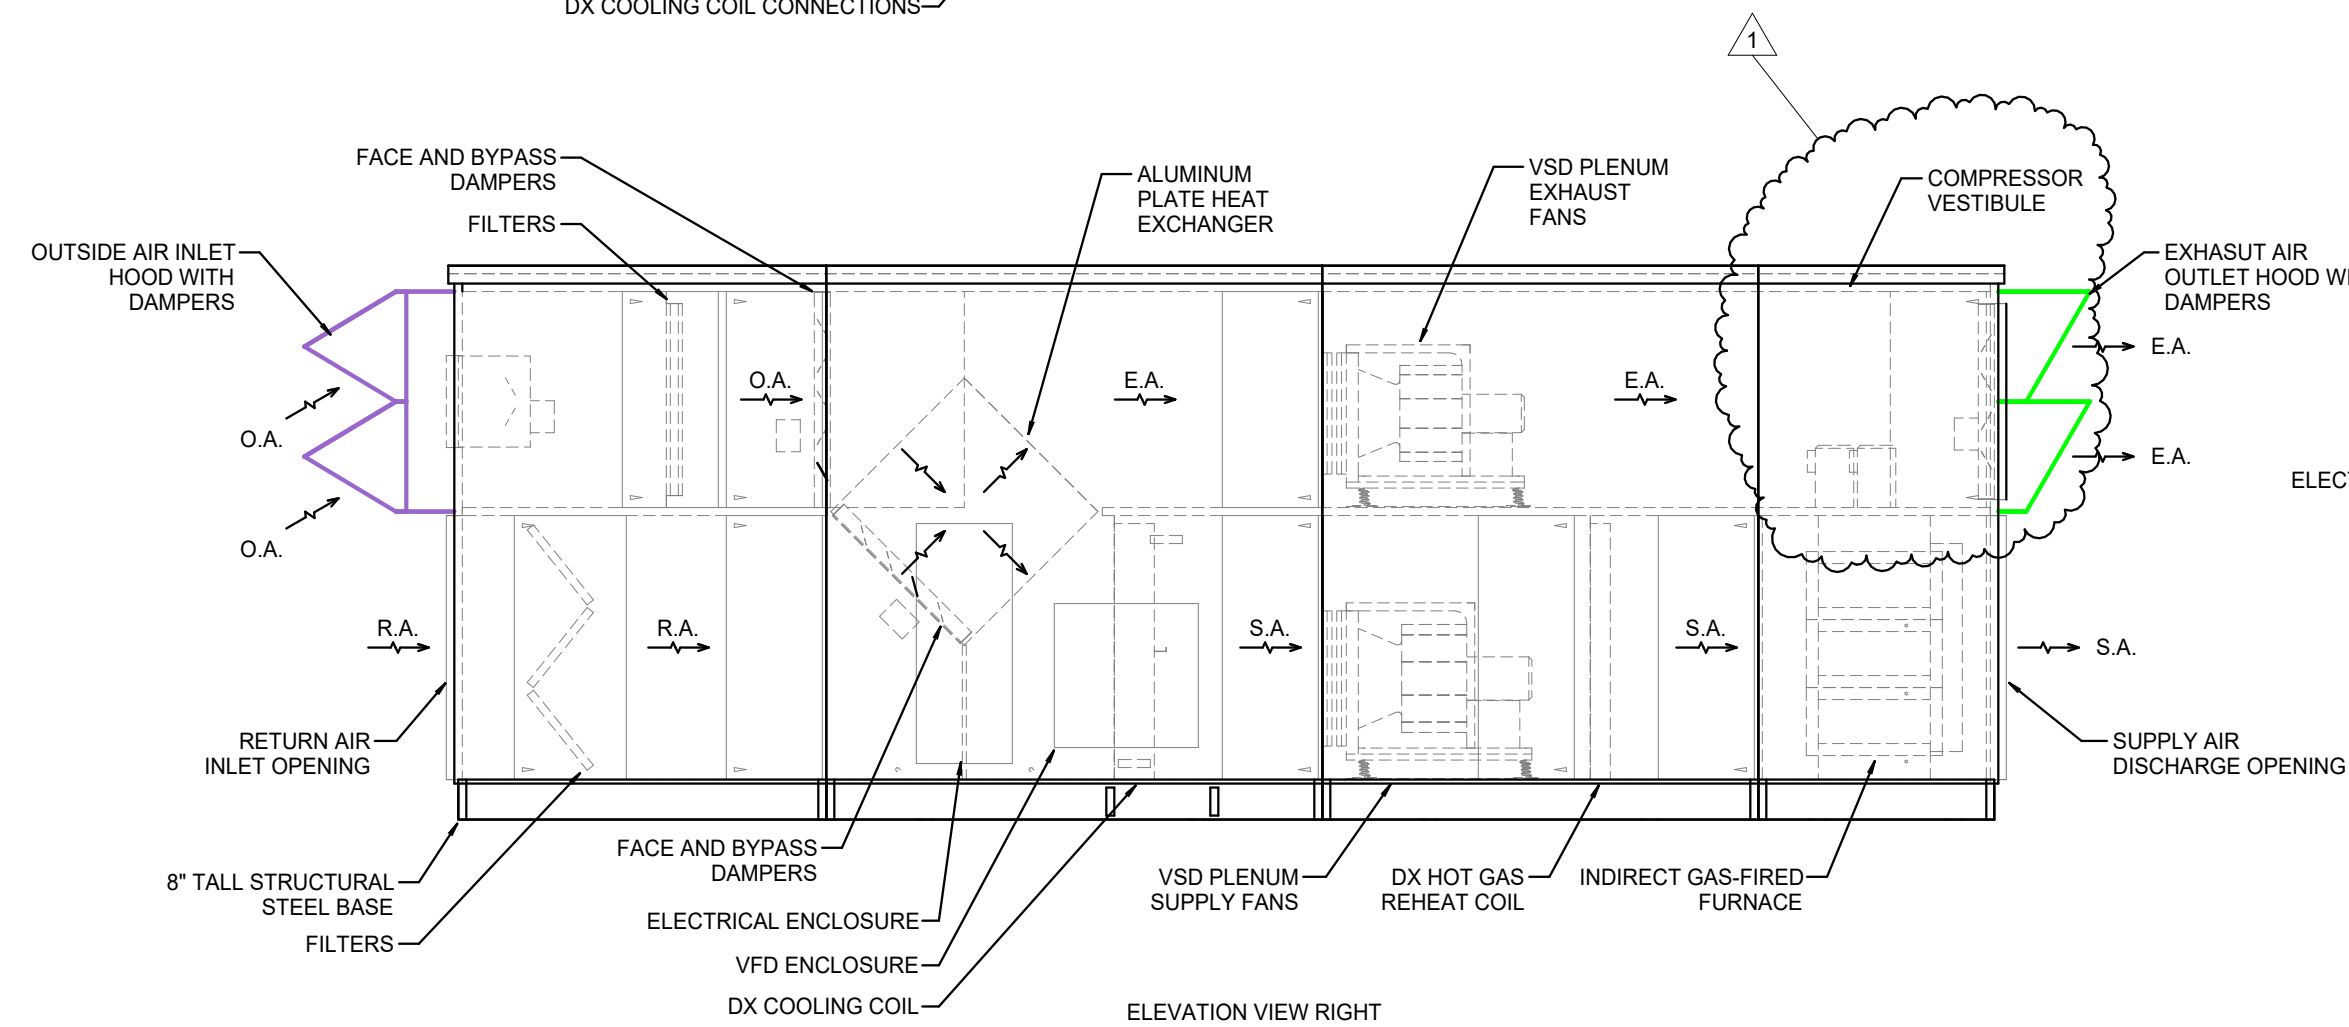 DX COOLING COIL CONNECTIONS
1
FACE AND BYPASS
DAMPERS
FILTERS
OUTSIDE AIR INLET
HOOD WITH
DAMPERS
ALUMINUM
PLATE HEAT
EXCHANGER
VSD PLENUM
EXHAUST
FANS
COMPRESSOR
VESTIBULE
EXHASUT AIR
OUTLET HOOD
DAMPERS
O.A.
O.A.
O.A.
E.A.
E.A.
E.A.
E.A.
R.A.
R.A.
S.A.
S.A.
S.A.
RETURN AIR
INLET OPENING
SUPPLY AIR
DISCHARGE OPENING
8" TALL STRUCTURAL
STEEL BASE
FILTERS
FACE AND BYPASS
DAMPERS
ELECTRICAL ENCLOSURE
VFD ENCLOSURE
DX COOLING COIL
VSD PLENUM
SUPPLY FANS
DX HOT GAS
REHEAT COIL
INDIRECT GAS-FIRED
FURNACE
ELEVATION VIEW RIGHT